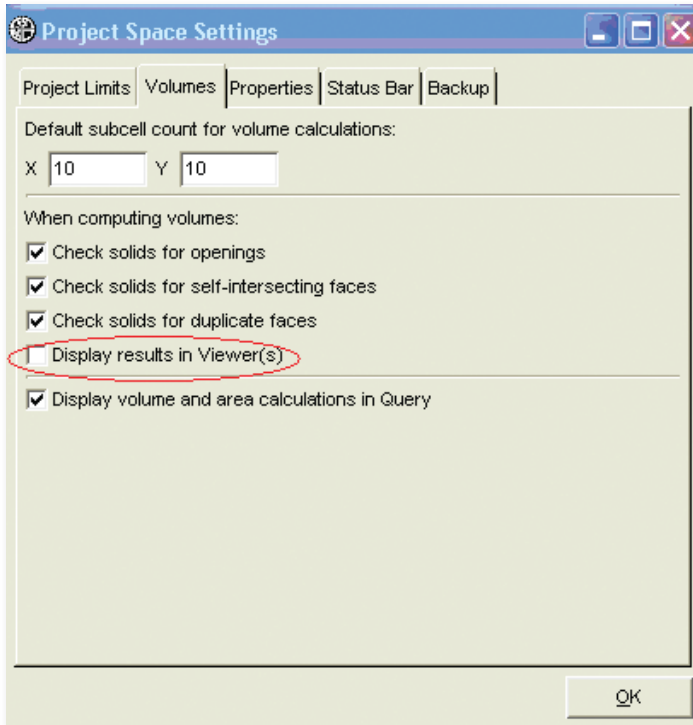 Project Space Settings
Project Limits Volumes Properties Status Bar Backup
Default subcell count for volume calculations:
X 10 Y 10
When computing volumes:
Check solids for openings
Check solids for self-intersecting faces
Check solids for duplicate faces
Display results in Viewer(s)
Display volume and area calculations in Query
OK